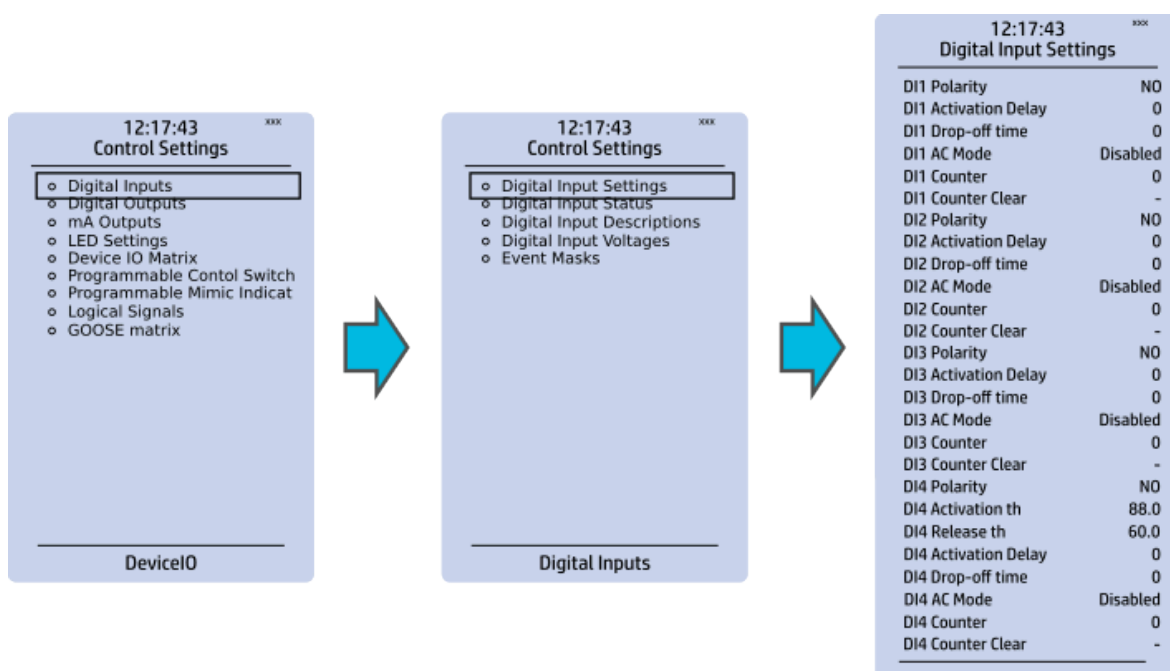 12:17:43 xxx
Control Settings
Digital Inputs
Digital Outputs
mA Outputs
LED Settings
Device IO Matrix
Programmable Contol Switch
Programmable Mimic Indicat
Logical Signals
GOOSE matrix
DeviceIO
12:17:43 xxx
Control Settings
Digital Input Settings
Digital Input Status
Digital Input Descriptions
Digital Input Voltages
Event Masks
Digital Inputs
12:17:43 xxx
Digital Input Settings
DI1 Polarity NO
DI1 Activation Delay 0
DI1 Drop-off time 0
DI1 AC Mode Disabled
DI1 Counter 0
DI1 Counter Clear -
DI2 Polarity NO
DI2 Activation Delay 0
DI2 Drop-off time 0
DI2 AC Mode Disabled
DI2 Counter 0
DI2 Counter Clear -
DI3 Polarity NO
DI3 Activation Delay 0
DI3 Drop-off time 0
DI3 AC Mode Disabled
DI3 Counter 0
DI3 Counter Clear -
DI4 Polarity NO
DI4 Activation th 88.0
DI4 Release th 60.0
DI4 Activation Delay 0
DI4 Drop-off time 0
DI4 AC Mode Disabled
DI4 Counter 0
DI4 Counter Clear -